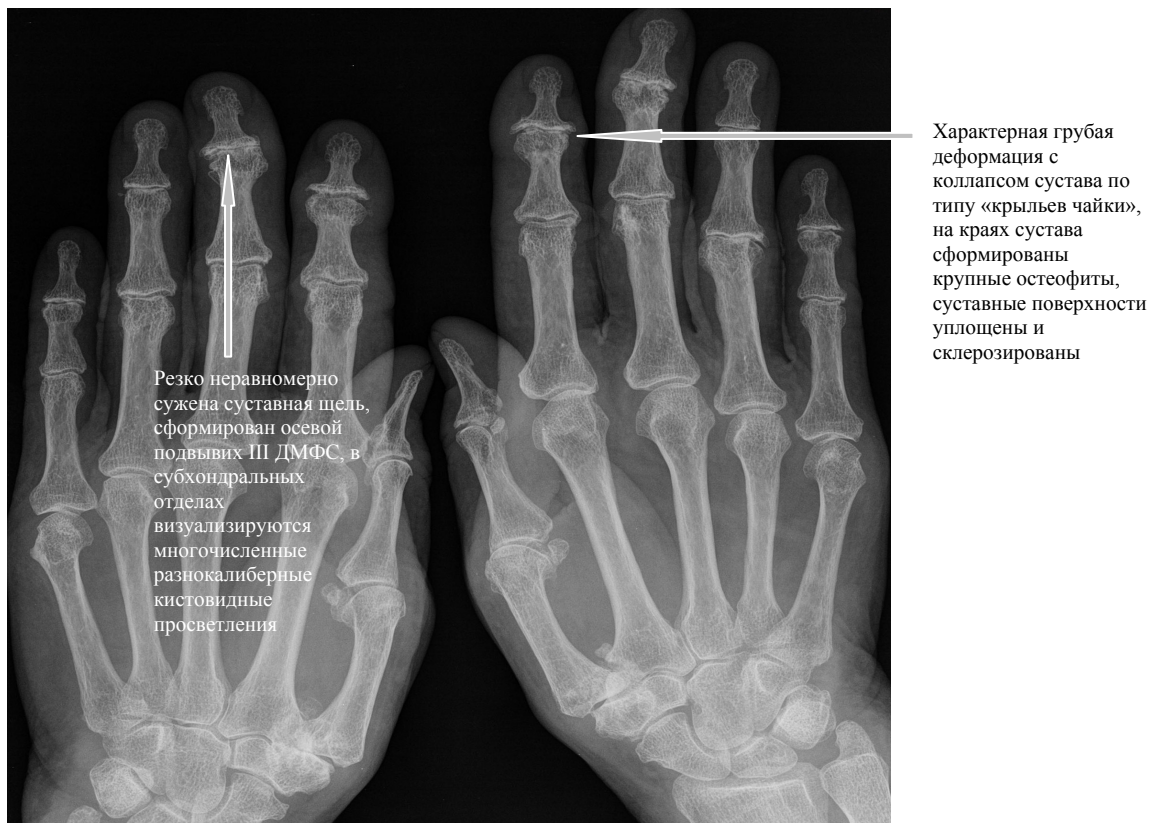 Характерная грубая
деформация с
коллапсом сустава по
типу «крыльев чайки»,
на краях сустава
сформированы
крупные остеофиты,
суставные поверхности
уплощены и
склерозированы
Резко неравномерно
сужена суставная щель,
сформирован осевой
подвывих III ДМФС, в
субхондральных
отделах
визуализируются
многочисленные
разнокалиберные
кистовидные
просветления